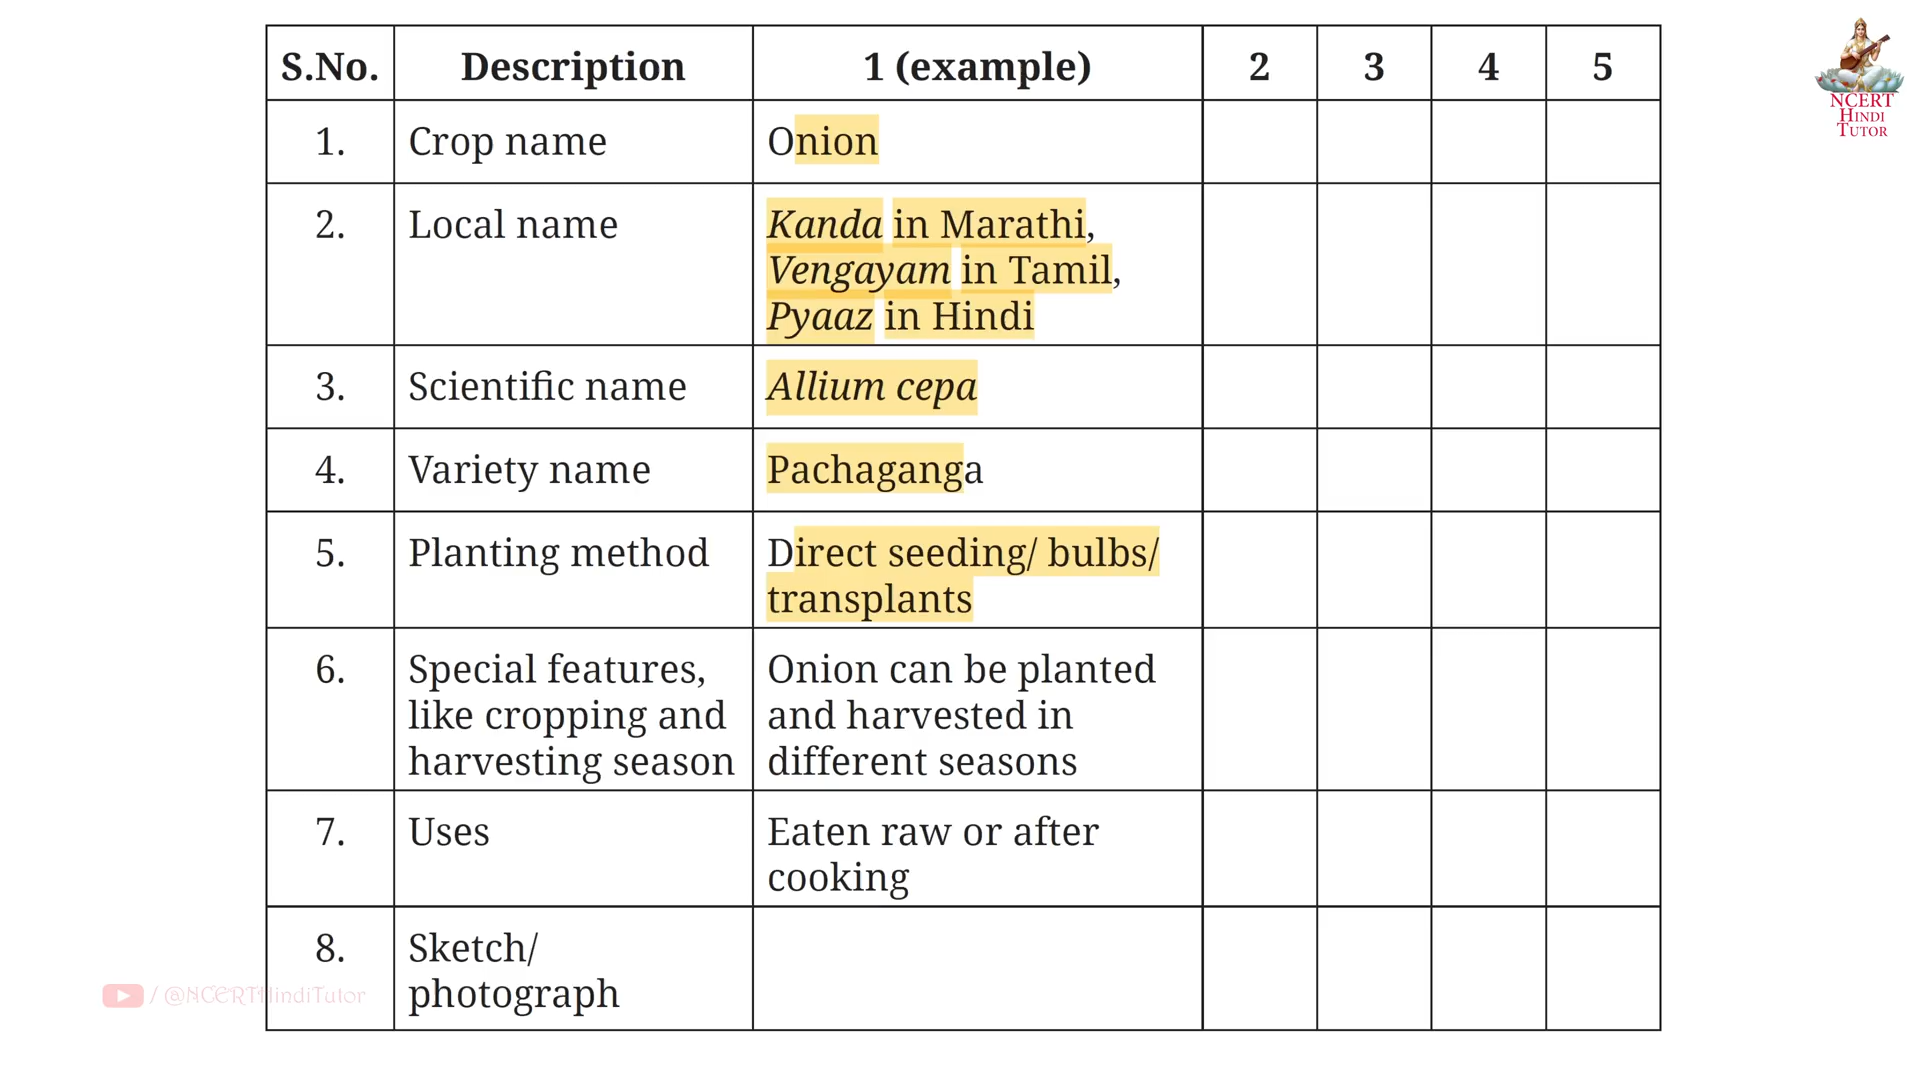 S.No. Description 1 (example) 2 3 4 5
1. Crop name Onion
2. Local name Kanda in Marathi,
Vengayam in Tamil,
Pyaaz in Hindi
3. Scientific name Allium cepa
4. Variety name Pachaganga
5. Planting method Direct seeding/ bulbs/
transplants
6. Special features, Onion can be planted
like cropping and and harvested in
harvesting season different seasons
7. Uses Eaten raw or after
cooking
8. Sketch/
photograph
NCERT
HINDI
TUTOR
/ @NCERTHindiTutor